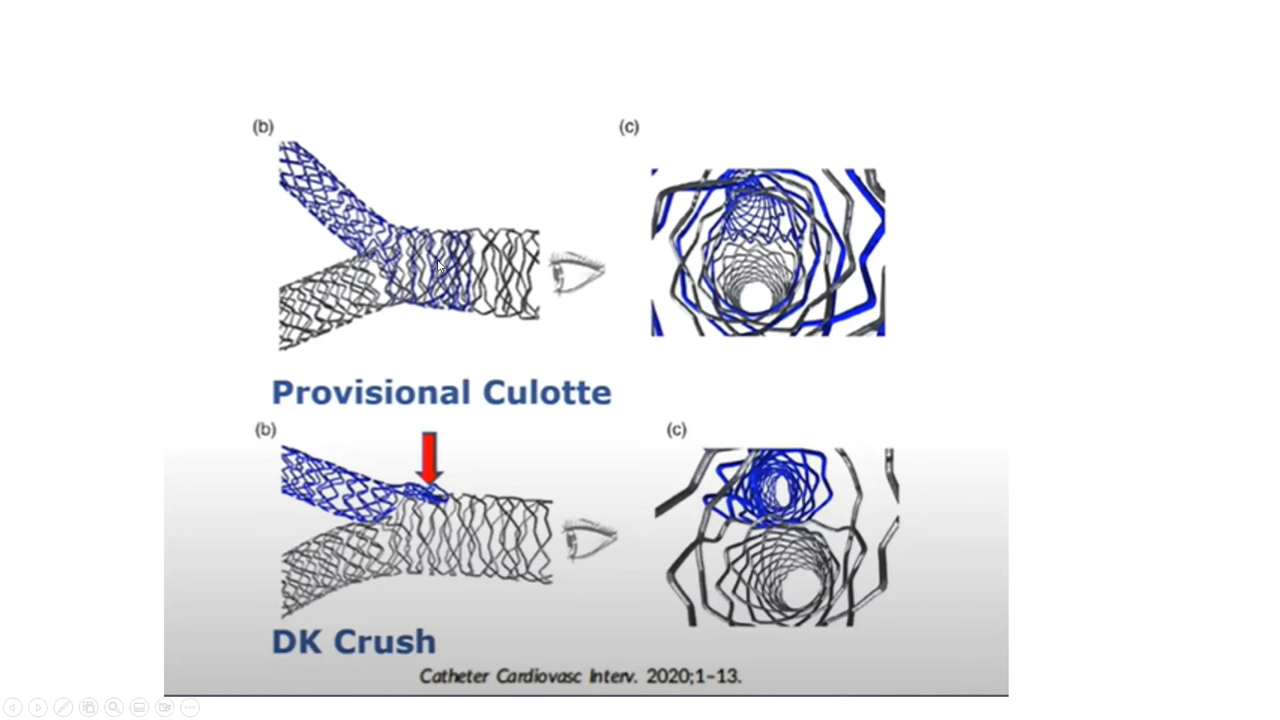 (b)
(c)
Provisional Culotte
(b)
(c)
DK Crush
Catheter Cardiovasc Interv. 2020;1–13.